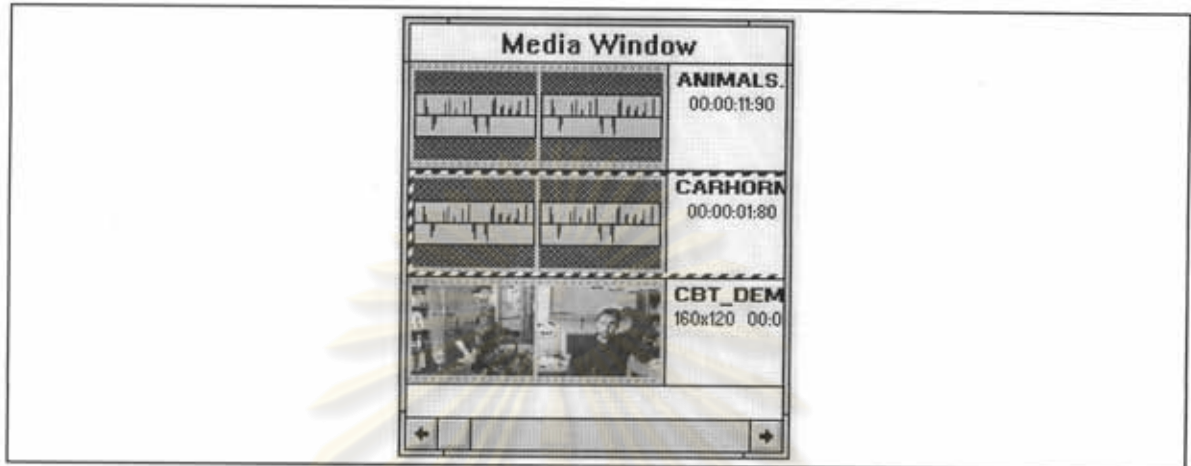 Media Window
ANIMALS.
00:00:11:90
CARHORN
00:00:01:80
CBT_DEM
160x120 00:0